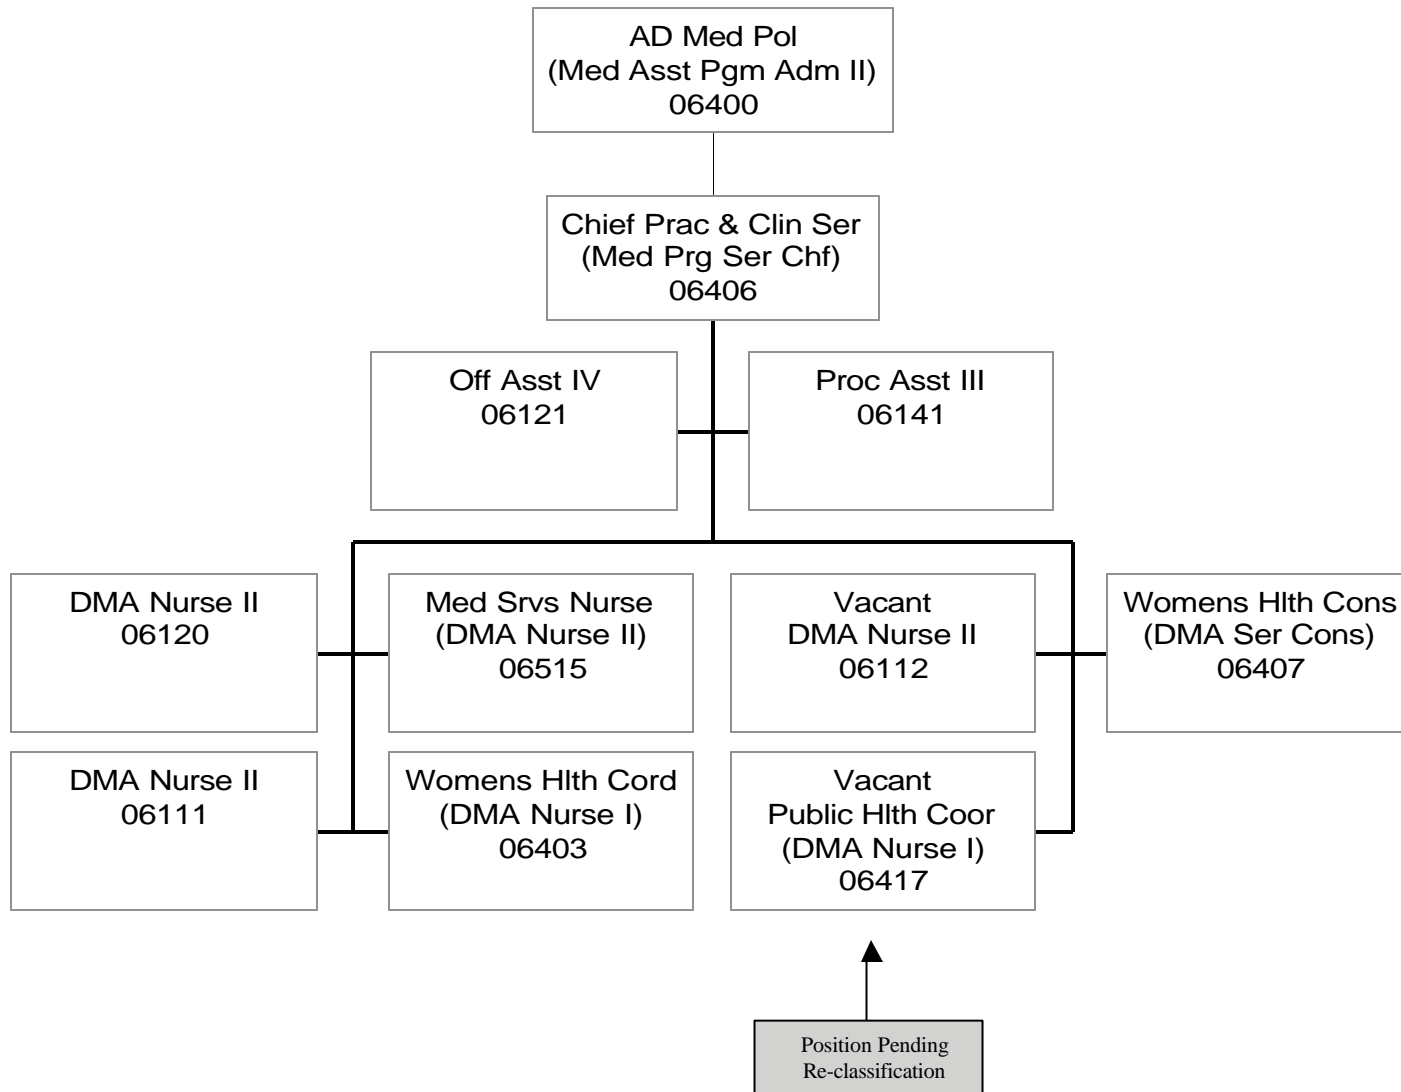 AD Med Pol
(Med Asst Pgm Adm II)
06400
Chief Prac & Clin Ser
(Med Prg Ser Chf)
06406
Off Asst IV
06121
Proc Asst III
06141
DMA Nurse II
06120
Med Srvs Nurse
(DMA Nurse II)
06515
Vacant
DMA Nurse II
06112
Womens Hlth Cons
(DMA Ser Cons)
06407
DMA Nurse II
06111
Womens Hlth Cord
(DMA Nurse I)
06403
Vacant
Public Hlth Coor
(DMA Nurse I)
06417
Position Pending
Re-classification